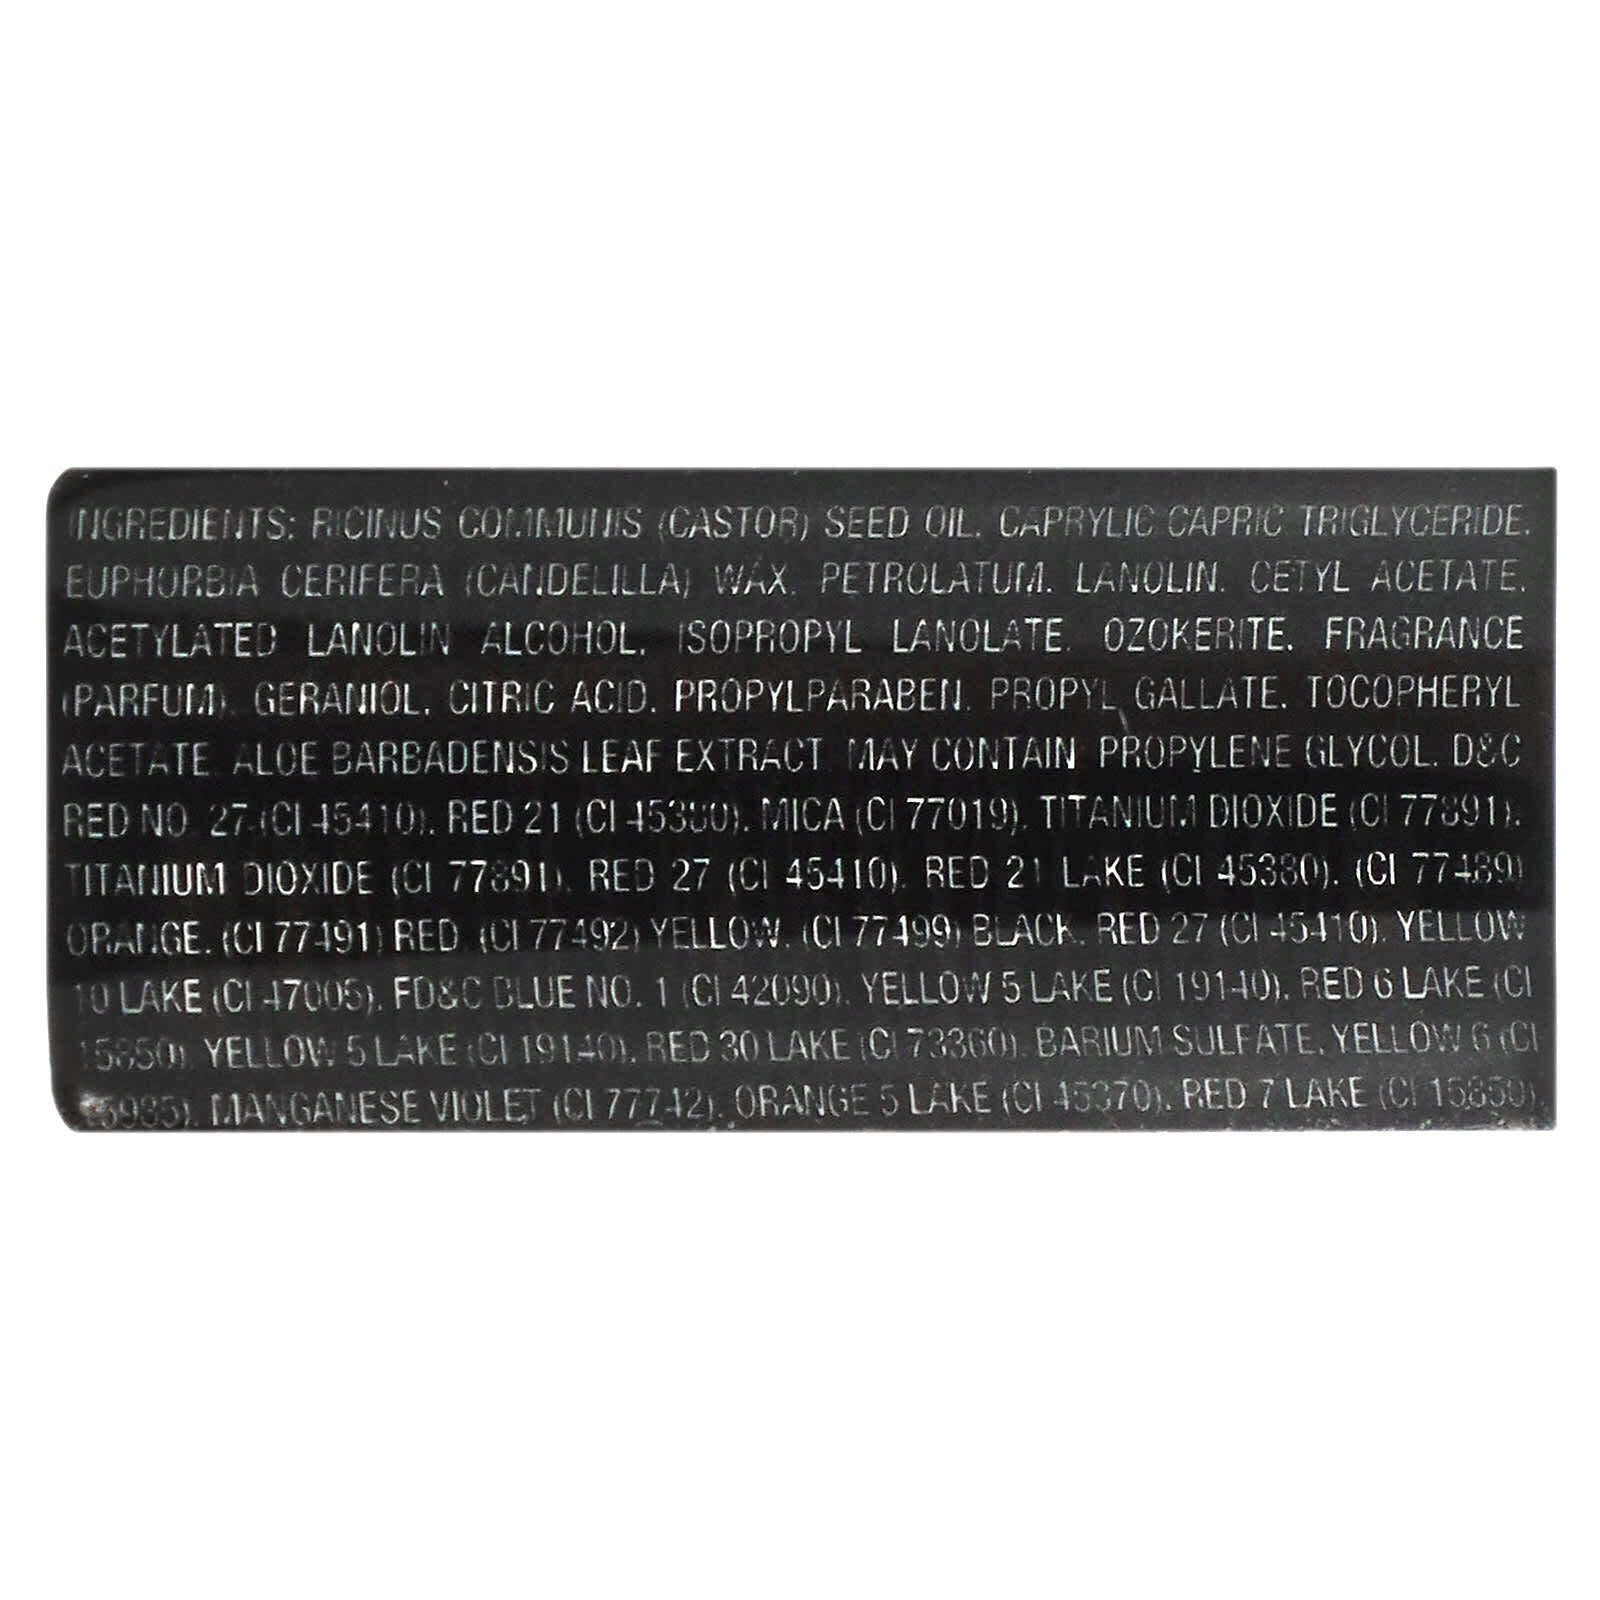 INGREDIENTS: RICINUS COMMUNIS (CASTOR) SEED OIL, CAPRYLIC CAPRIC TRIGLYCERIDE,
EUPHORBIA CERIFERA (CANDELILLA) WAX, PETROLATUM, LANOLIN, CETYL ACETATE,
ACETYLATED LANOLIN ALCOHOL, ISOPROPYL LANOLATE, OZOKERITE, FRAGRANCE
(PARFUM), GERANIOL, CITRIC ACID, PROPYLPARABEN, PROPYL GALLATE, TOCOPHERYL
ACETATE, ALOE BARBADENSIS LEAF EXTRACT. MAY CONTAIN: PROPYLENE GLYCOL, D&C
RED NO. 27 (CI 45410), RED 21 (CI 45380), MICA (CI 77019), TITANIUM DIOXIDE (CI 77891),
TITANIUM DIOXIDE (CI 77891), RED 27 (CI 45410), RED 21 LAKE (CI 45380), (CI 77489)
ORANGE, (CI 77491) RED, (CI 77492) YELLOW, (CI 77499) BLACK, RED 27 (CI 45410), YELLOW
10 LAKE (CI 47005), FD&C BLUE NO. 1 (CI 42090), YELLOW 5 LAKE (CI 19140), RED 6 LAKE (CI
15850), YELLOW 5 LAKE (CI 19140), RED 30 LAKE (CI 73360), BARIUM SULFATE, YELLOW 6 (CI
15985), MANGANESE VIOLET (CI 77742), ORANGE 5 LAKE (CI 45370), RED 7 LAKE (CI 15850),